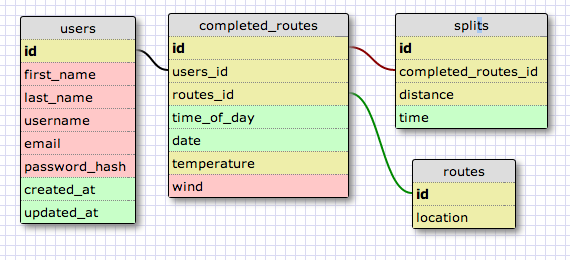 users
id
first_name
last_name
username
email
password_hash
created_at
updated_at
completed_routes
id
users_id
routes_id
time_of_day
date
temperature
wind
splits
id
completed_routes_id
distance
time
routes
id
location